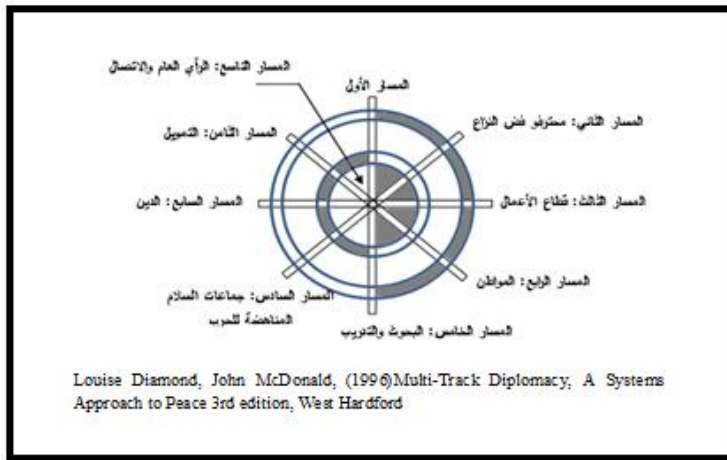 المسار التاسع: الرأي العام والاتصال
المسار الأول
المسار الثاني: محترفو فض النزاع
المسار الثامن: التمويل
المسار السابع: الدين
المسار الثالث: قطاع الأعمال
المسار الرابع: المواطن
المسار السادس: جماعات السلام
المناهضة للحرب
المسار الخامس: البحوث والتدريب
Louise Diamond, John McDonald, (1996)Multi-Track Diplomacy, A Systems
Approach to Peace 3rd edition, West Hardford